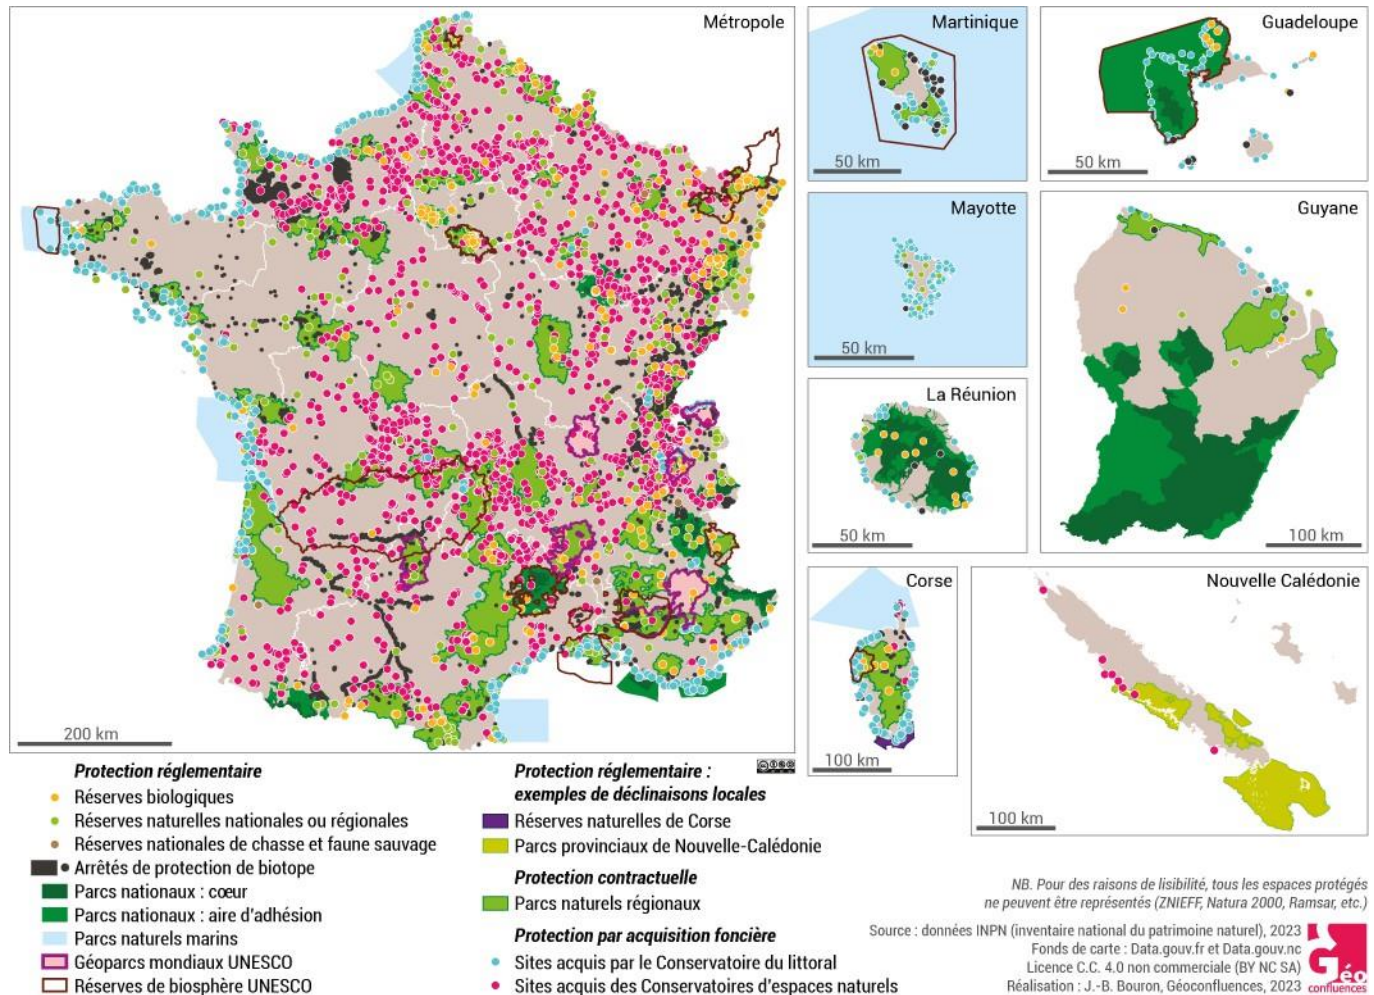 Métropole
200 km
Martinique
50 km
Guadeloupe
50 km
Mayotte
50 km
Guyane
100 km
La Réunion
50 km
Corse
100 km
Nouvelle Calédonie
100 km
Protection réglementaire
Réserves biologiques
Réserves naturelles nationales ou régionales
Réserves nationales de chasse et faune sauvage
Arrêtés de protection de biotope
Parcs nationaux : cœur
Parcs nationaux : aire d'adhésion
Parcs naturels marins
Géoparcs mondiaux UNESCO
Réserves de biosphère UNESCO
Protection réglementaire :
exemples de déclinaisons locales
Réserves naturelles de Corse
Parcs provinciaux de Nouvelle-Calédonie
Protection contractuelle
Parcs naturels régionaux
Protection par acquisition foncière
Sites acquis par le Conservatoire du littoral
Sites acquis des Conservatoires d'espaces naturels
NB. Pour des raisons de lisibilité, tous les espaces protégés
ne peuvent être représentés (ZNIEFF, Natura 2000, Ramsar, etc.)
Source : données INPN (inventaire national du patrimoine naturel), 2023
Fonds de carte : Data.gouv.fr et Data.gouv.nc
Licence C.C. 4.0 non commerciale (BY NC SA)
Réalisation : J.-B. Bouron, Géoconfluences, 2023
Géo
confluences